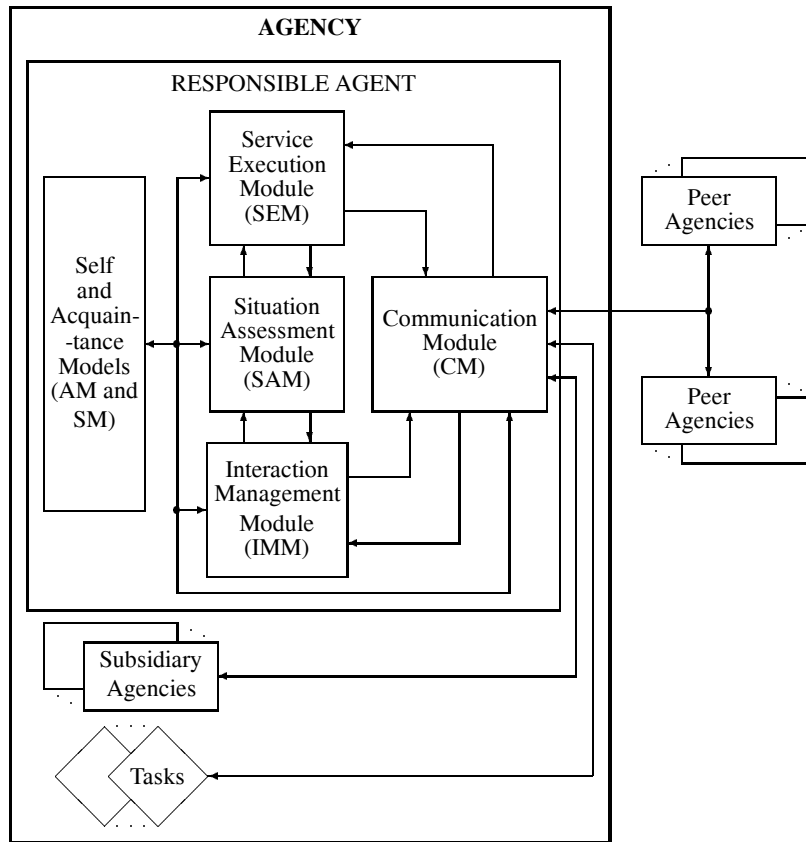 AGENCY
RESPONSIBLE AGENT
Service
Execution
Module
(SEM)
Self
and
Acquain-
-tance
Models
(AM and
SM)
Situation
Assessment
Module
(SAM)
Communication
Module
(CM)
Interaction
Management
Module
(IMM)
Peer
Agencies
Peer
Agencies
Subsidiary
Agencies
Tasks